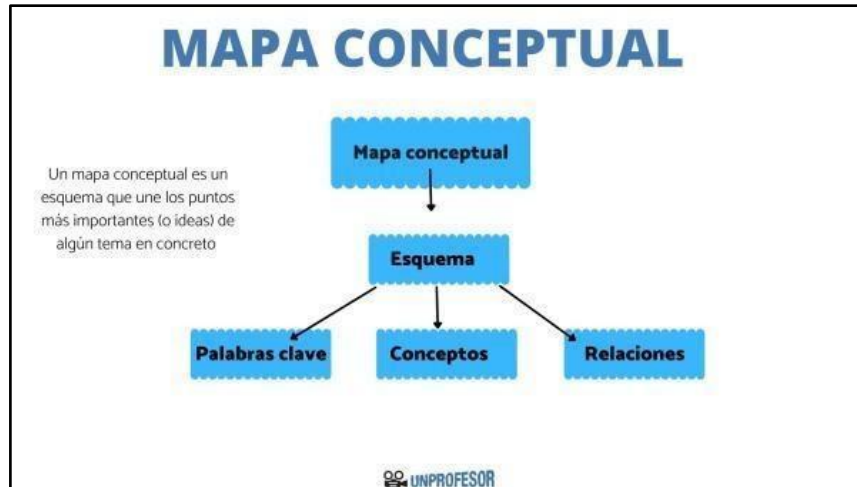 MAPA CONCEPTUAL
Mapa conceptual
Un mapa conceptual es un
esquema que une los puntos
más importantes (o ideas) de
algún tema en concreto
Esquema
Palabras clave
Conceptos
Relaciones
UNPROFESOR